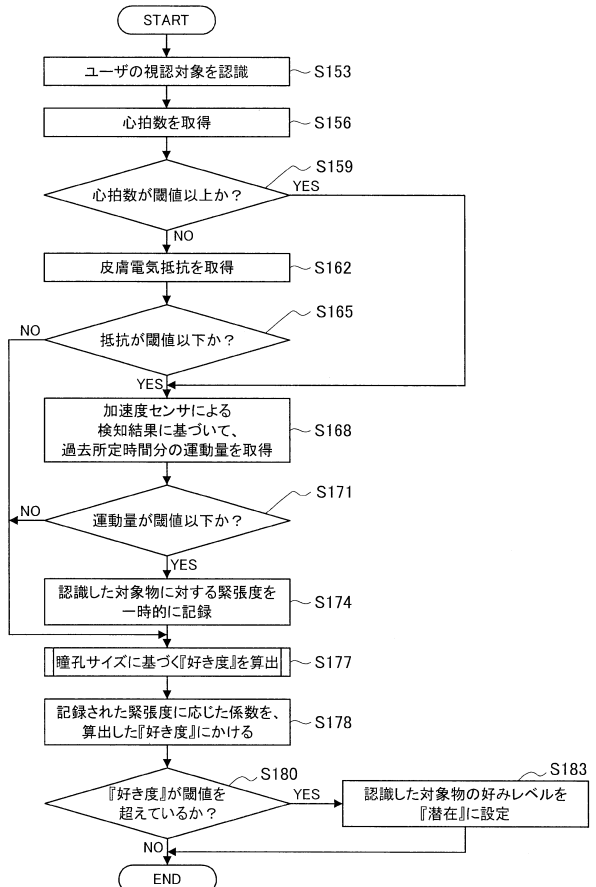 START
ユーザの視認対象を認識
S153
心拍数を取得
S156
心拍数が閾値以上か？
S159
YES
NO
皮膚電気抵抗を取得
S162
抵抗が閾値以下か？
S165
NO
YES
加速度センサによる
検知結果に基づいて、
過去所定時間分の運動量を取得
S168
運動量が閾値以下か？
S171
NO
YES
認識した対象物に対する緊張度を
一時的に記録
S174
瞳孔サイズに基づく『好き度』を算出
S177
記録された緊張度に応じた係数を、
算出した『好き度』にかける
S178
『好き度』が閾値を
超えているか？
S180
YES
認識した対象物の好みレベルを
『潜在』に設定
S183
NO
END